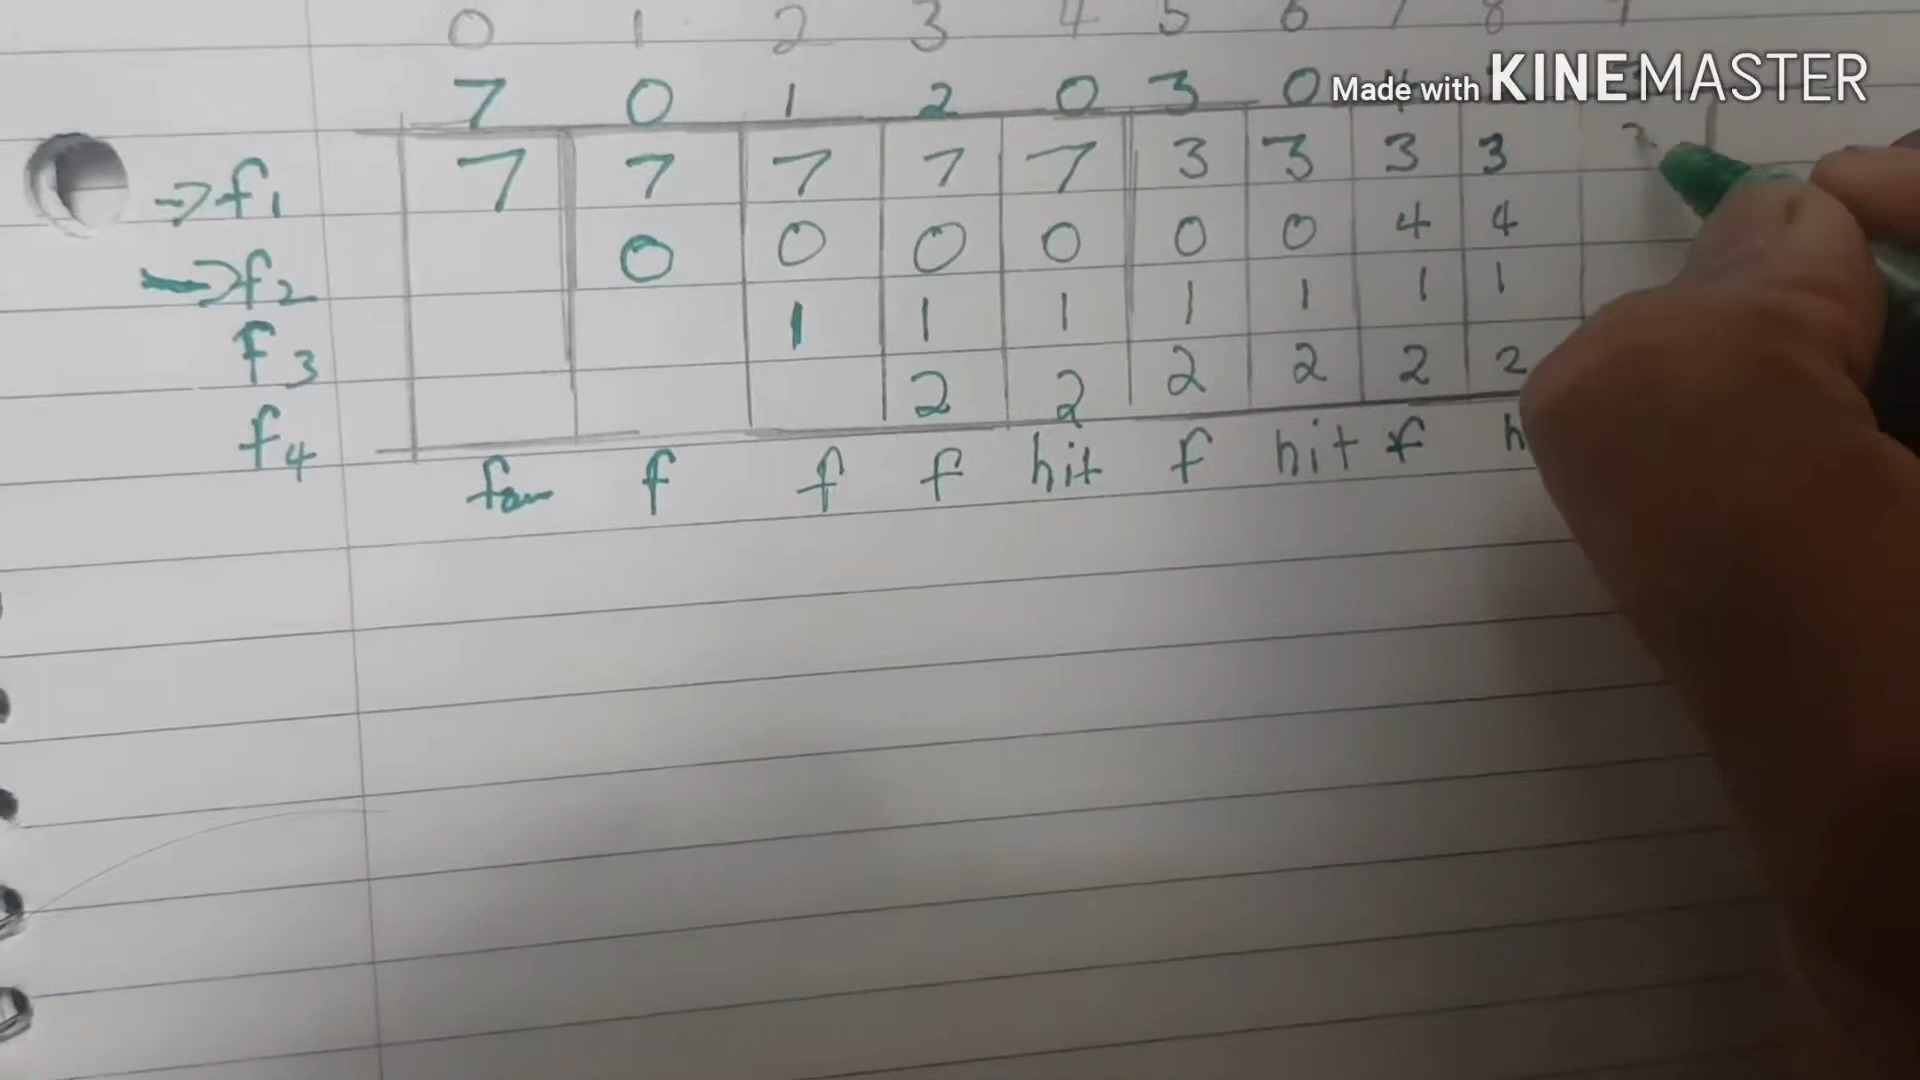 0 1 2 3 4 5 6 7 8
7 0 1 2 0 3 0
Made with KINEMASTER
→f1 7 7 7 7 7 3 3 3 3
→f2 0 0 0 0 0 0 4 4
f3 1 1 1 1 1 1 1
f4 2 2 2 2 2 2
f f f hit f hit f h